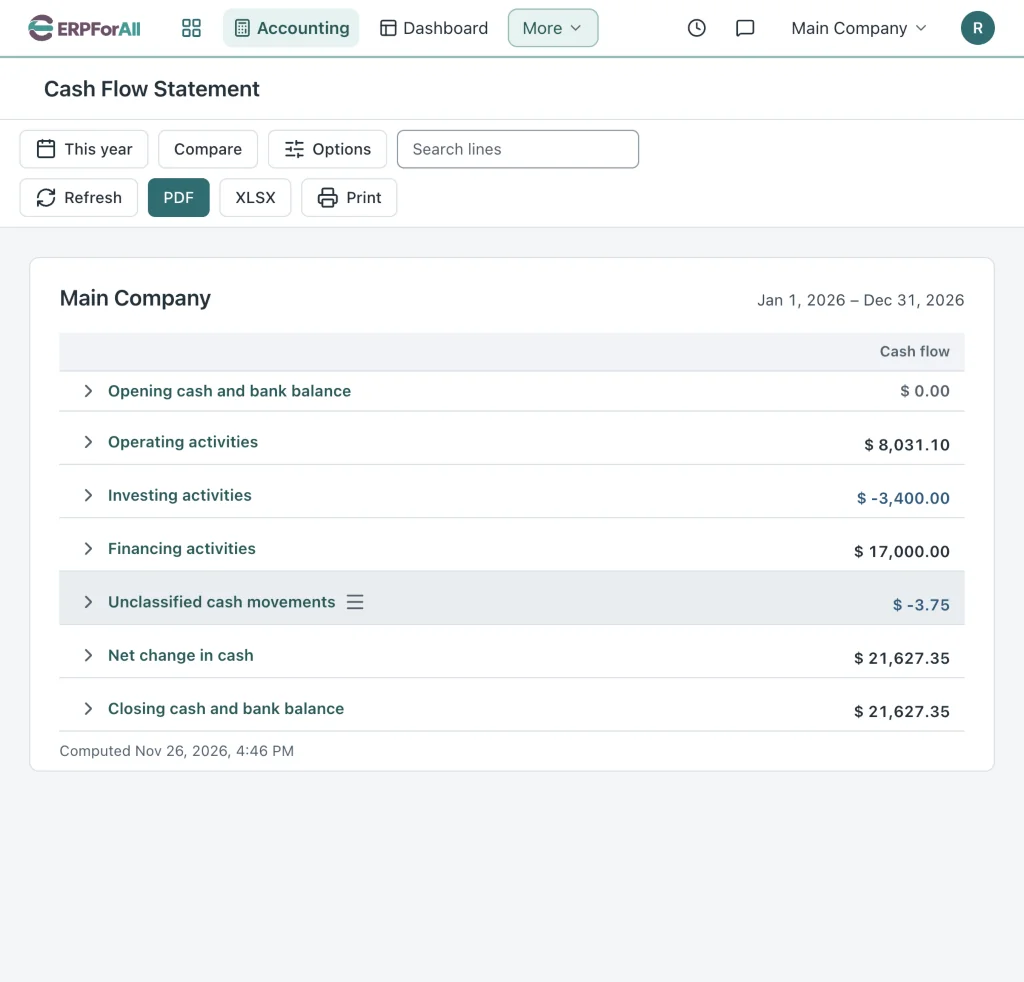 ERPForAll Accounting Dashboard More Main Company R
Cash Flow Statement
This year Compare Options Search lines
Refresh PDF XLSX Print
Main Company Jan 1, 2026 – Dec 31, 2026
Cash flow
Opening cash and bank balance $ 0.00
Operating activities $ 8,031.10
Investing activities $ -3,400.00
Financing activities $ 17,000.00
Unclassified cash movements $ -3.75
Net change in cash $ 21,627.35
Closing cash and bank balance $ 21,627.35
Computed Nov 26, 2026, 4:46 PM